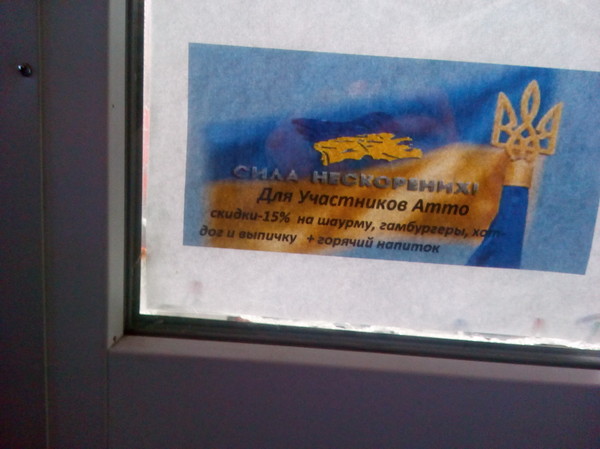 СИЛА НЕСКОРЕНИХ!
Для Участников Атто
скидки-15% на шаурму, гамбургеры, хот-
дог и выпичку + горячий напиток